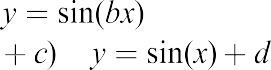 y = sin(bx)
+ c) y = sin(x) + d